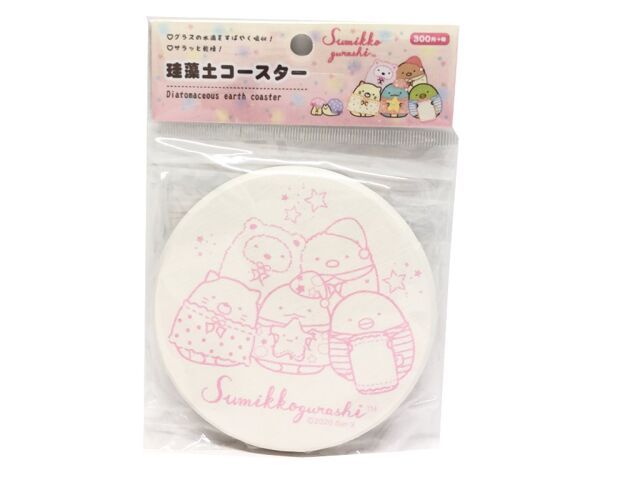 ♡グラスの水滴をすばやく吸収!
♡サラッと乾燥!
珪藻土コースター
Diatomaceous earth coaster
Sumikko
gurashi™
300円+税
Sumikkogurashi™
©2020 San-X